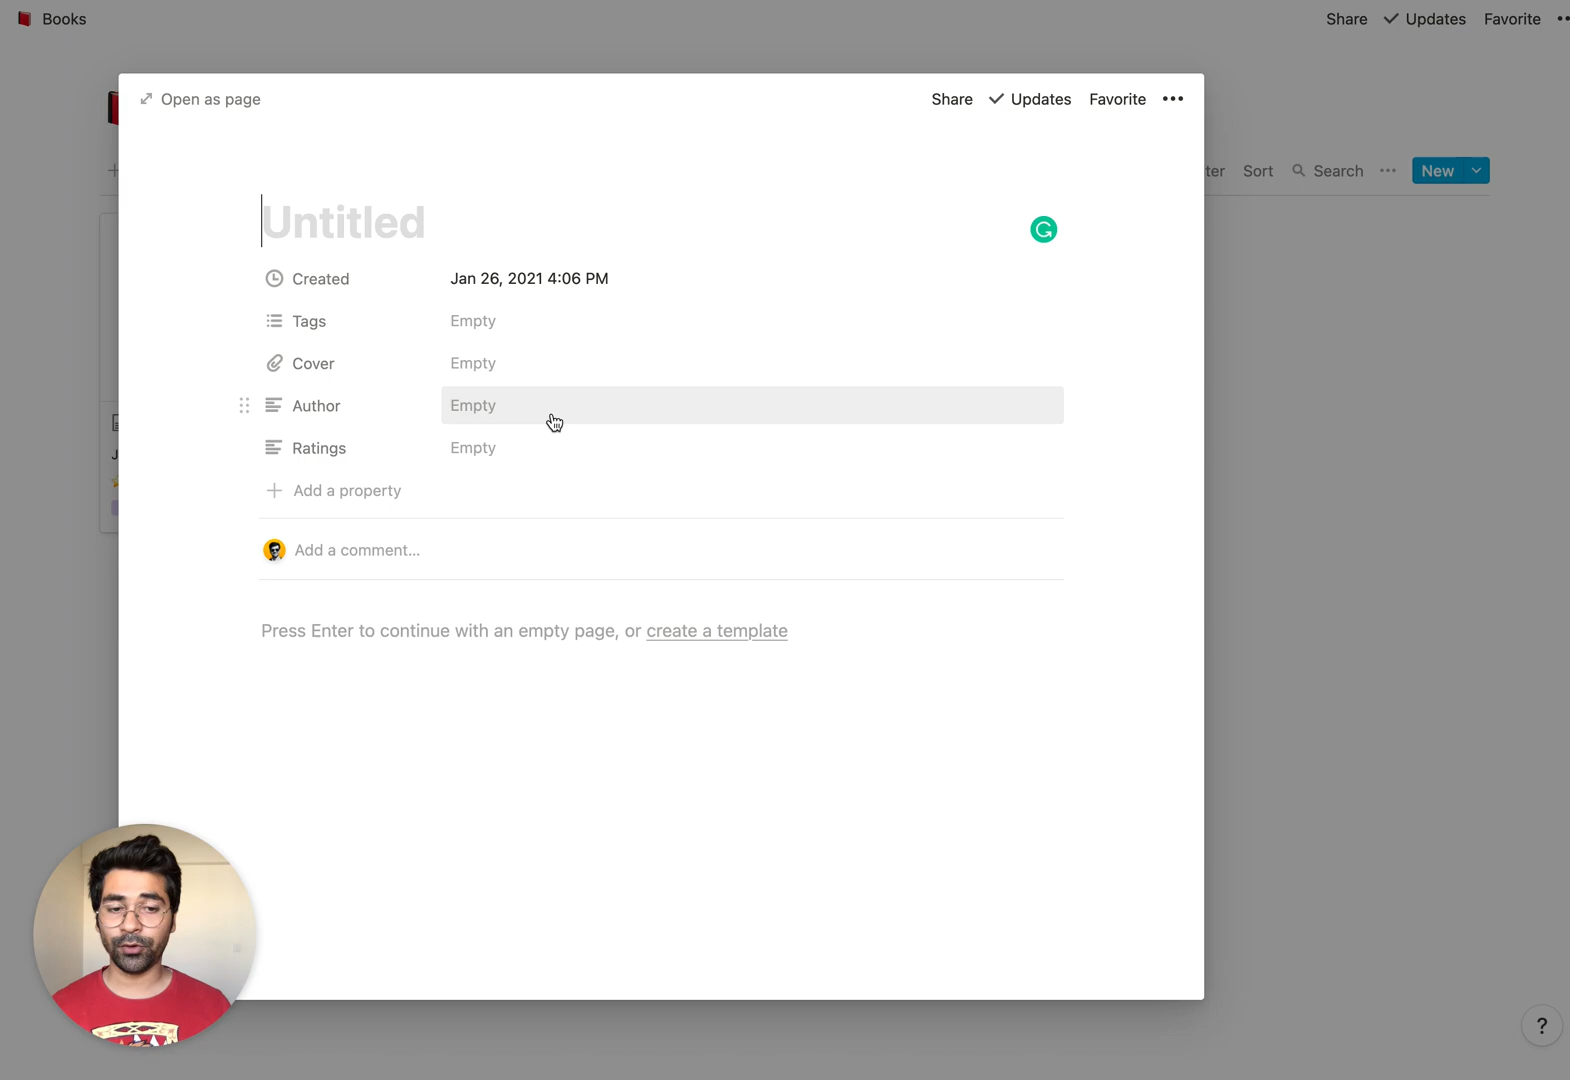 Books
Share Updates Favorite
Open as page
Share Updates Favorite
ter Sort Search New
Untitled
Created Jan 26, 2021 4:06 PM
Tags Empty
Cover Empty
Author Empty
Ratings Empty
Add a property
Add a comment...
Press Enter to continue with an empty page, or create a template
?